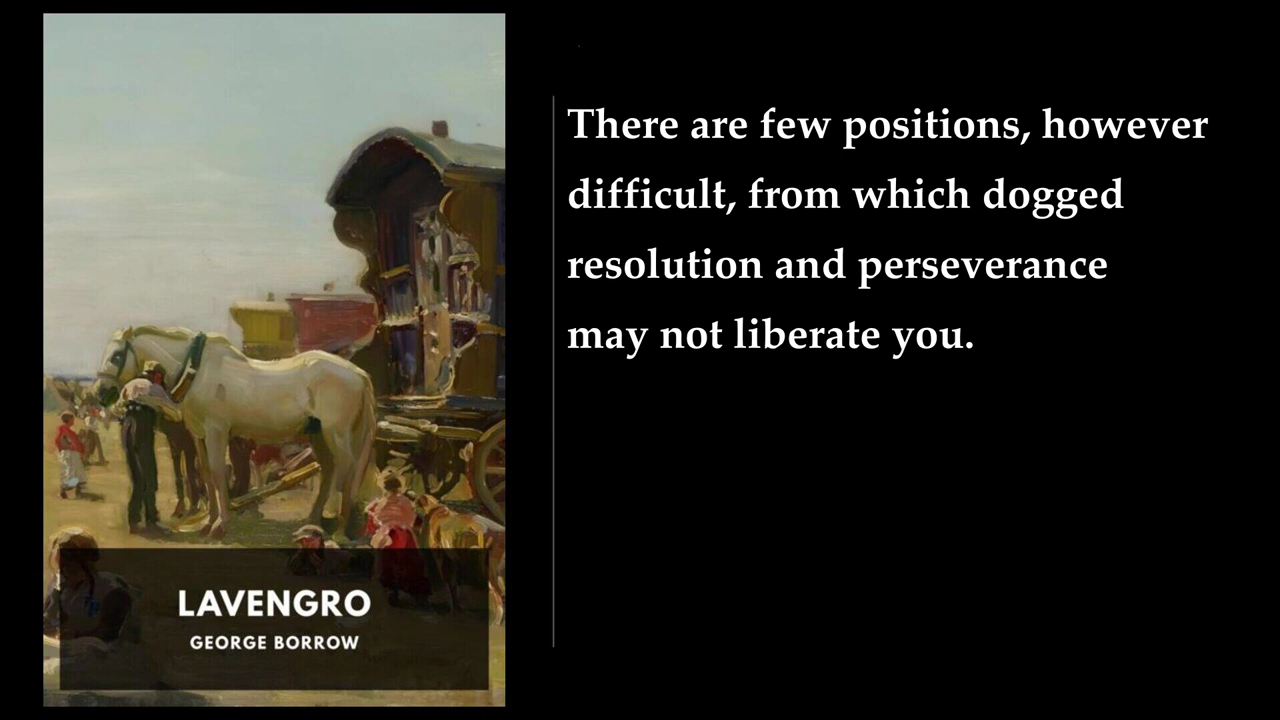 LAVENGRO
GEORGE BORROW
There are few positions, however
difficult, from which dogged
resolution and perseverance
may not liberate you.